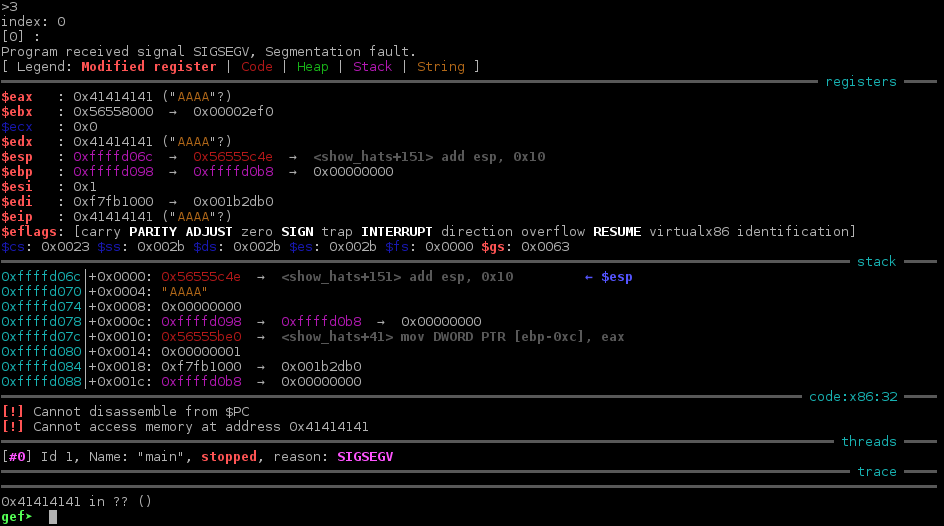 >3
index: 0
[0] :
Program received signal SIGSEGV, Segmentation fault.
[ Legend: Modified register | Code | Heap | Stack | String ]
registers
$eax   : 0x41414141 ("AAAA"?)
$ebx   : 0x56558000  →  0x00002ef0
$ecx   : 0x0
$edx   : 0x41414141 ("AAAA"?)
$esp   : 0xffffd06c  →  0x56555c4e  →  <show_hats+151> add esp, 0x10
$ebp   : 0xffffd098  →  0xffffd0b8  →  0x00000000
$esi   : 0x1
$edi   : 0xf7fb1000  →  0x001b2db0
$eip   : 0x41414141 ("AAAA"?)
$eflags: [carry PARITY ADJUST zero SIGN trap INTERRUPT direction overflow RESUME virtualx86 identification]
$cs: 0x0023 $ss: 0x002b $ds: 0x002b $es: 0x002b $fs: 0x0000 $gs: 0x0063
stack
0xffffd06c│+0x0000: 0x56555c4e  →  <show_hats+151> add esp, 0x10         ← $esp
0xffffd070│+0x0004: "AAAA"
0xffffd074│+0x0008: 0x00000000
0xffffd078│+0x000c: 0xffffd098  →  0xffffd0b8  →  0x00000000
0xffffd07c│+0x0010: 0x56555be0  →  <show_hats+41> mov DWORD PTR [ebp-0xc], eax
0xffffd080│+0x0014: 0x00000001
0xffffd084│+0x0018: 0xf7fb1000  →  0x001b2db0
0xffffd088│+0x001c: 0xffffd0b8  →  0x00000000
code:x86:32
[!] Cannot disassemble from $PC
[!] Cannot access memory at address 0x41414141
threads
[#0] Id 1, Name: "main", stopped, reason: SIGSEGV
trace
0x41414141 in ?? ()
gef➤